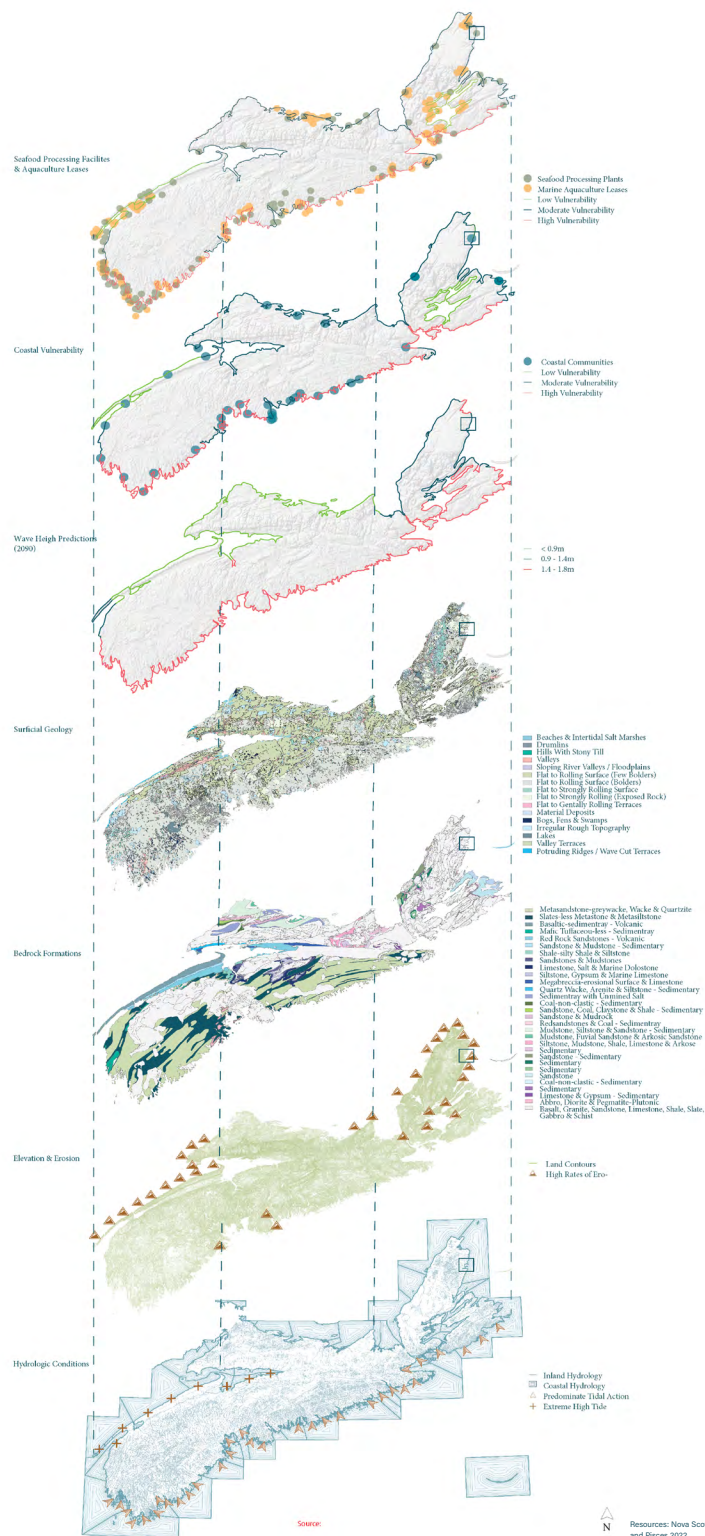 Seafood Processing Facilites
& Aquaculture Leases
Seafood Processing Plants
Marine Aquaculture Leases
Low Vulnerability
Moderate Vulnerability
High Vulnerability
Coastal Vulnerability
Coastal Communities
Low Vulnerability
Moderate Vulnerability
High Vulnerability
Wave Heigh Predictions
(2090)
< 0.9m
0.9 - 1.4m
1.4 - 1.8m
Surficial Geology
Beaches & Intertidal Salt Marshes
Drumlins
Hills With Stony Till
Valleys
Sloping River Valleys / Floodplains
Flat to Rolling Surface (Few Bolders)
Flat to Rolling Surface (Bolders)
Flat to Strongly Rolling Surface
Flat to Strongly Rolling (Exposed Rock)
Flat to Gentally Rolling Terraces
Material Deposits
Bogs, Fens & Swamps
Irregular Rough Topography
Lakes
Valley Terraces
Potruding Ridges / Wave Cut Terraces
Bedrock Formations
Metasandstone-greywacke, Wacke & Quartzite
Slates-less Metastone & Metasiltstone
Basaltic-sedimentray - Volcanic
Mafic Tuffaceou-less - Sedimentray
Red Rock Sandstones - Volcanic
Sandstone & Mudstone - Sedimentary
Shale-silty Shale & Siltstone
Sandstones & Mudstones
Limestone, Salt & Marine Dolostone
Siltstone, Gypsum & Marine Limestone
Megabreccia-erosional Surface & Limestone
Quartz Wacke, Arenite & Siltstone - Sedimentary
Sedimentray with Unmined Salt
Coal-non-clastic - Sedimentary
Sandstone, Coal, Claystone & Shale - Sedimentary
Sandstone & Mudrock
Redsandstones & Coal - Sedimentray
Mudstone, Siltstone & Sandstone - Sedimentary
Mudstone, Fuvial Sandstone & Arkosic Sandstone
Siltstone, Mudstone, Shale, Limestone & Arkose
Sedimentary
Sandstone - Sedimentary
Sedimentary
Sedimentary
Sandstone
Coal-non-clastic - Sedimentary
Sedimentary
Limestone & Gypsum - Sedimentary
Abbro, Diorite & Pegmatite-Plutonic
Basalt, Granite, Sandstone, Limestone, Shale, Slate,
Gabbro & Schist
Elevation & Erosion
Land Contours
High Rates of Ero-
Hydrologic Conditions
Inland Hydrology
Coastal Hydrology
Predominate Tidal Action
Extreme High Tide
Source:
N
Resources: Nova Sco
and Pisces 2022